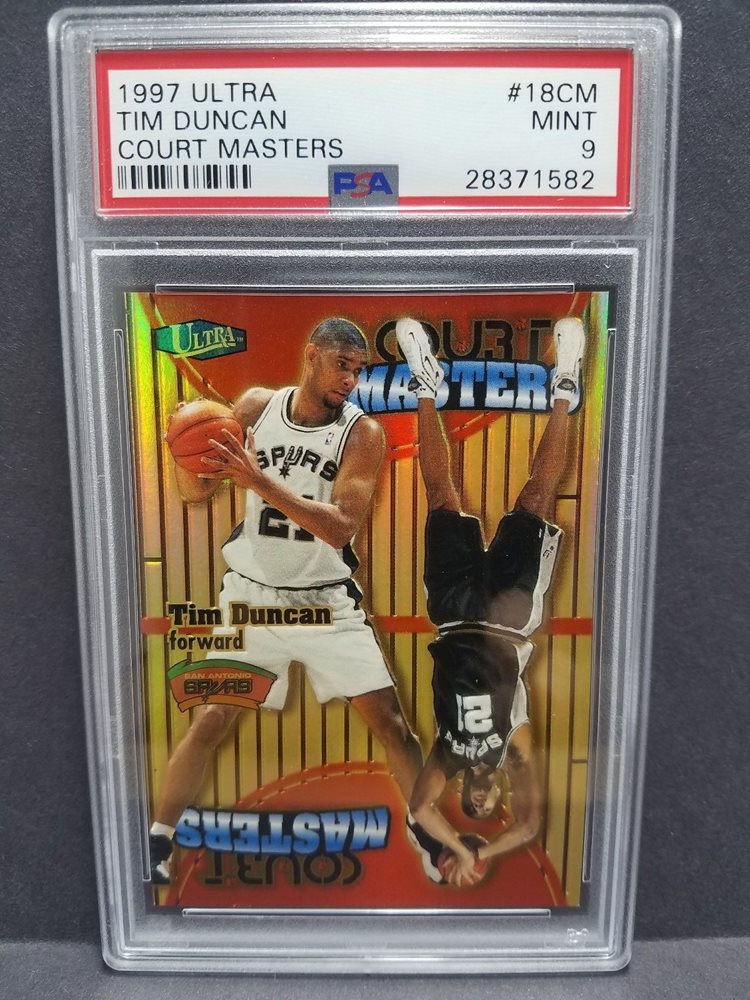 1997 ULTRA #18CM
TIM DUNCAN MINT
COURT MASTERS 9
PSA 28371582
ULTRA
COURT
MASTERS
SPURS
21
Tim Duncan
forward
SAN ANTONIO
SPURS
21
SPURS
MASTERS
COURT